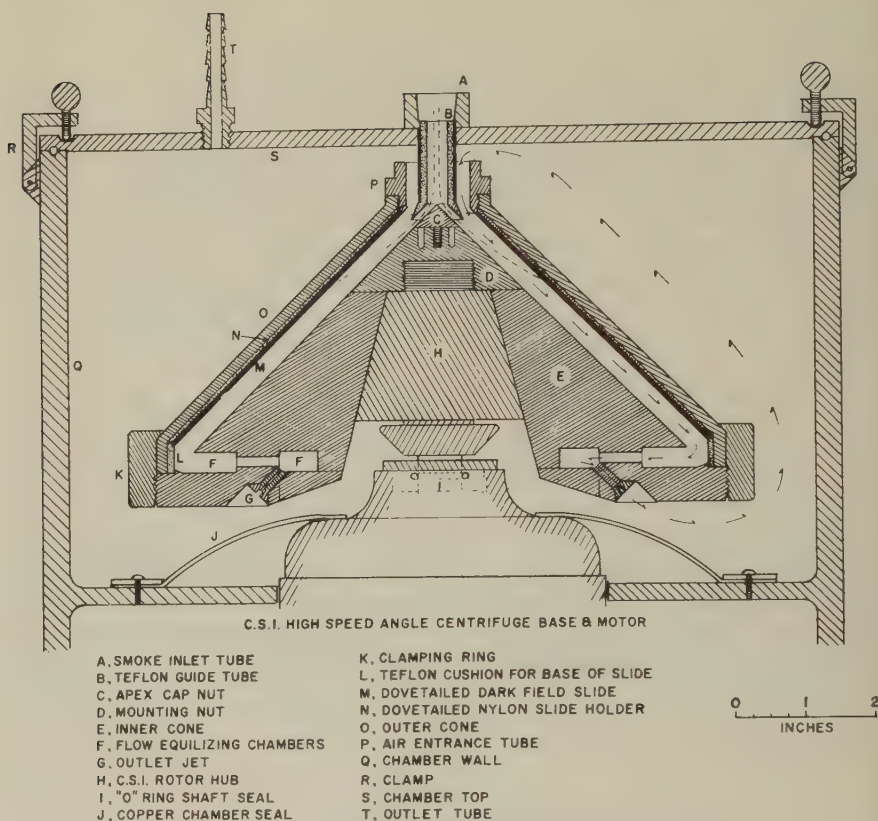 T
A
B
R
S
P
C
D
O
N
M
H
E
Q
L
F
F
K
G
I
J
C.S.I. HIGH SPEED ANGLE CENTRIFUGE BASE & MOTOR
A, SMOKE INLET TUBE
B, TEFLON GUIDE TUBE
C, APEX CAP NUT
D, MOUNTING NUT
E, INNER CONE
F, FLOW EQUILIZING CHAMBERS
G, OUTLET JET
H, C.S.I. ROTOR HUB
I, "O" RING SHAFT SEAL
J, COPPER CHAMBER SEAL
K, CLAMPING RING
L, TEFLON CUSHION FOR BASE OF SLIDE
M, DOVETAILED DARK FIELD SLIDE
N, DOVETAILED NYLON SLIDE HOLDER
O, OUTER CONE
P, AIR ENTRANCE TUBE
Q, CHAMBER WALL
R, CLAMP
S, CHAMBER TOP
T, OUTLET TUBE
0 1 2
INCHES